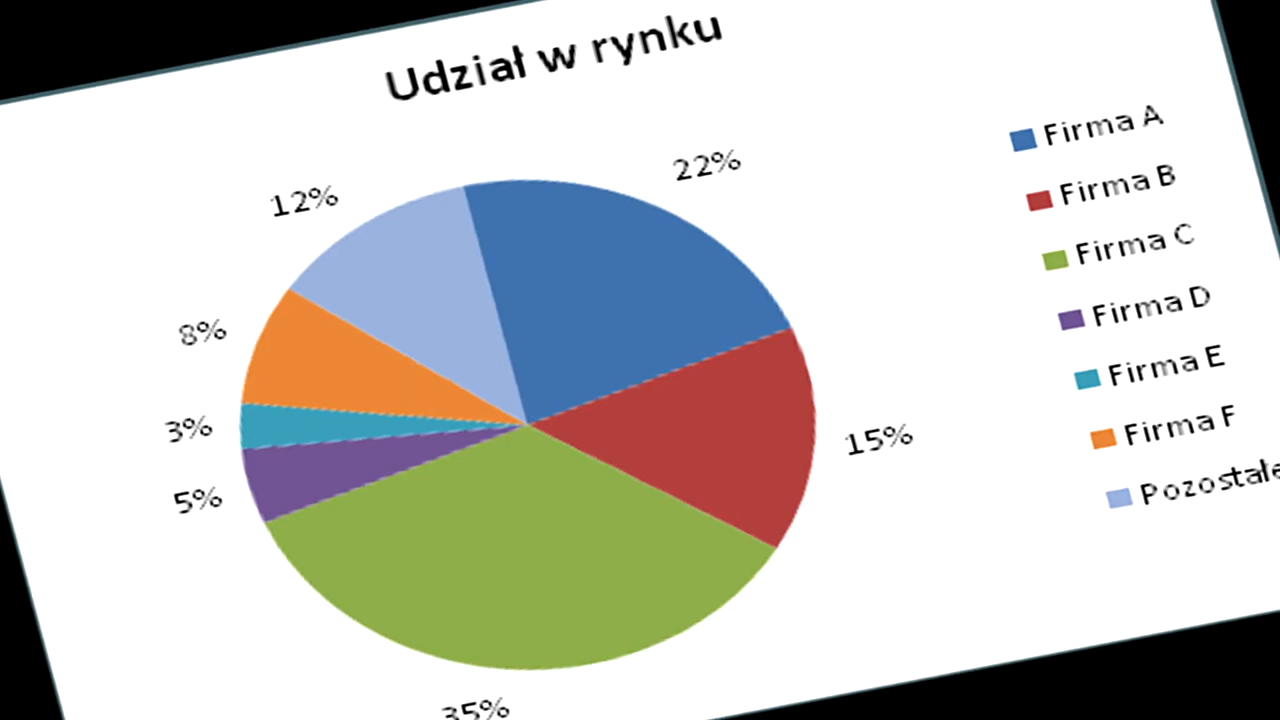 Udział w rynku
22%
12%
8%
3%
5%
15%
35%
Firma A
Firma B
Firma C
Firma D
Firma E
Firma F
Pozostałe